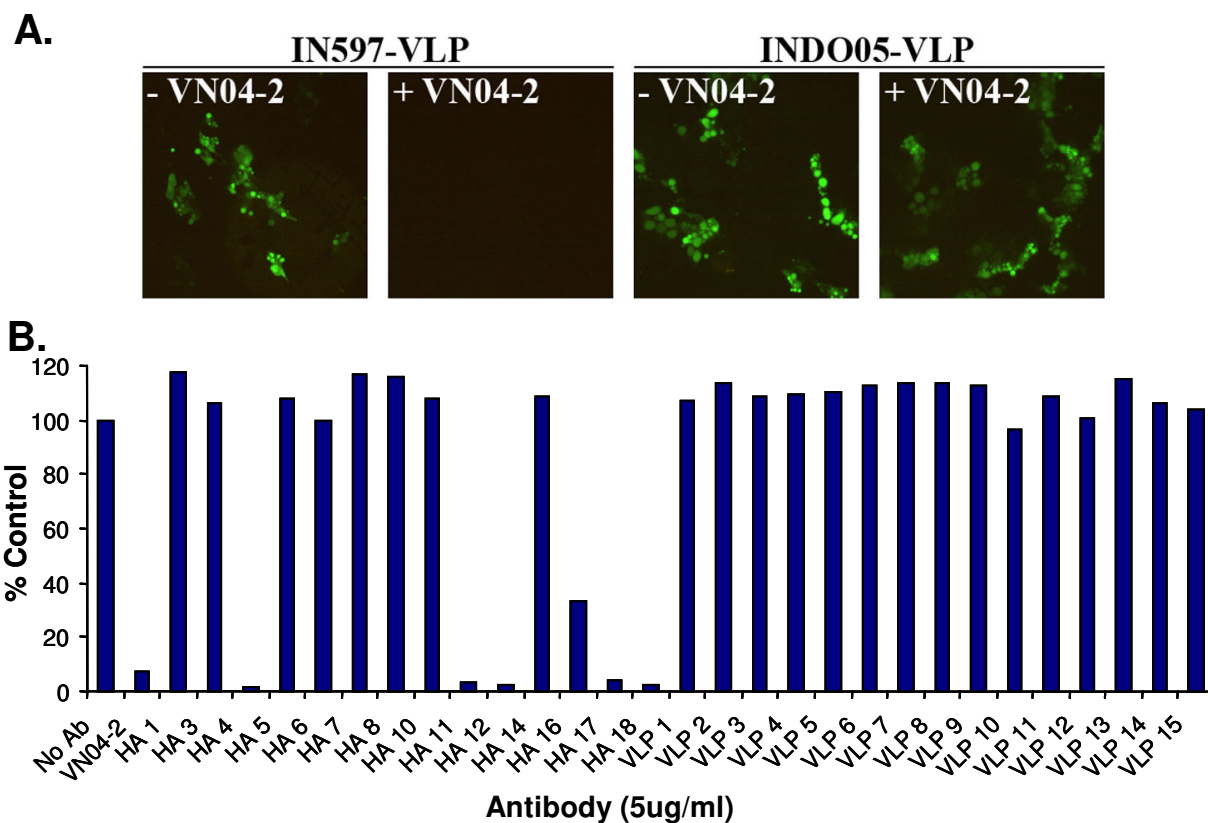 A.
IN597-VLP
INDO05-VLP
- VN04-2
+ VN04-2
- VN04-2
+ VN04-2
B.
120
100
80
60
40
20
0
% Control
No Ab
VN04-2
HA 1
HA 3
HA 4
HA 5
HA 6
HA 7
HA 8
HA 10
HA 11
HA 12
HA 14
HA 16
HA 17
HA 18
VLP 1
VLP 2
VLP 3
VLP 4
VLP 5
VLP 6
VLP 7
VLP 8
VLP 9
VLP 10
VLP 11
VLP 12
VLP 13
VLP 14
VLP 15
Antibody (5ug/ml)